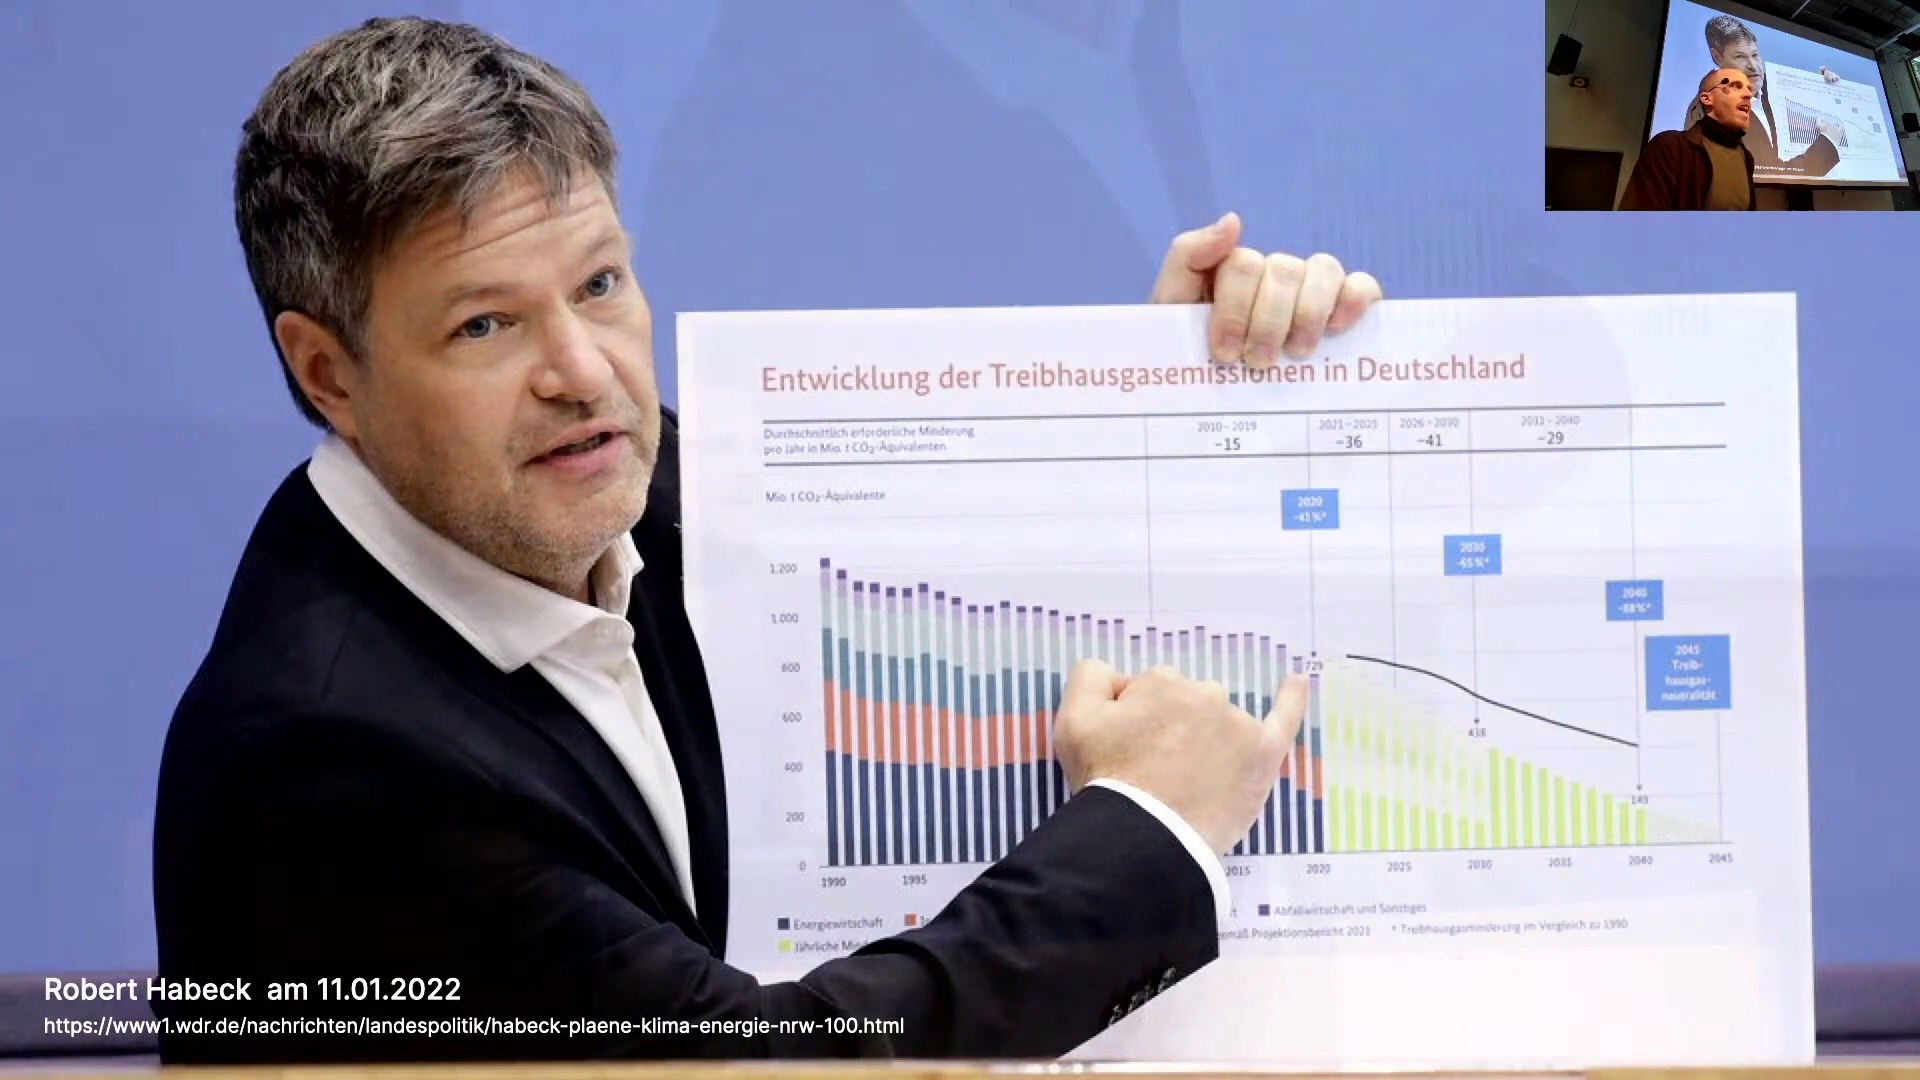 Entwicklung der Treibhausgasemissionen in Deutschland
Durchschnittlich erforderliche Minderung
pro Jahr in Mio. t CO₂-Äquivalenten
2010 – 2019
-15
2021 – 2025
-36
2026 – 2030
-41
2031 – 2040
-29
Mio. t CO₂-Äquivalente
2020
-41%*
2030
-65%*
2040
-88%*
2045
Treib-
hausgas-
neutralität
1.200
1.000
800
600
400
200
0
729
438
149
1990
1995
2015
2020
2025
2030
2035
2040
2045
Energiewirtschaft
Abfallwirtschaft und Sonstiges
Jährliche
Projektionsbericht 2021
* Treibhausgasminderung im Vergleich zu 1990
Robert Habeck am 11.01.2022
https://www1.wdr.de/nachrichten/landespolitik/habeck-plaene-klima-energie-nrw-100.html